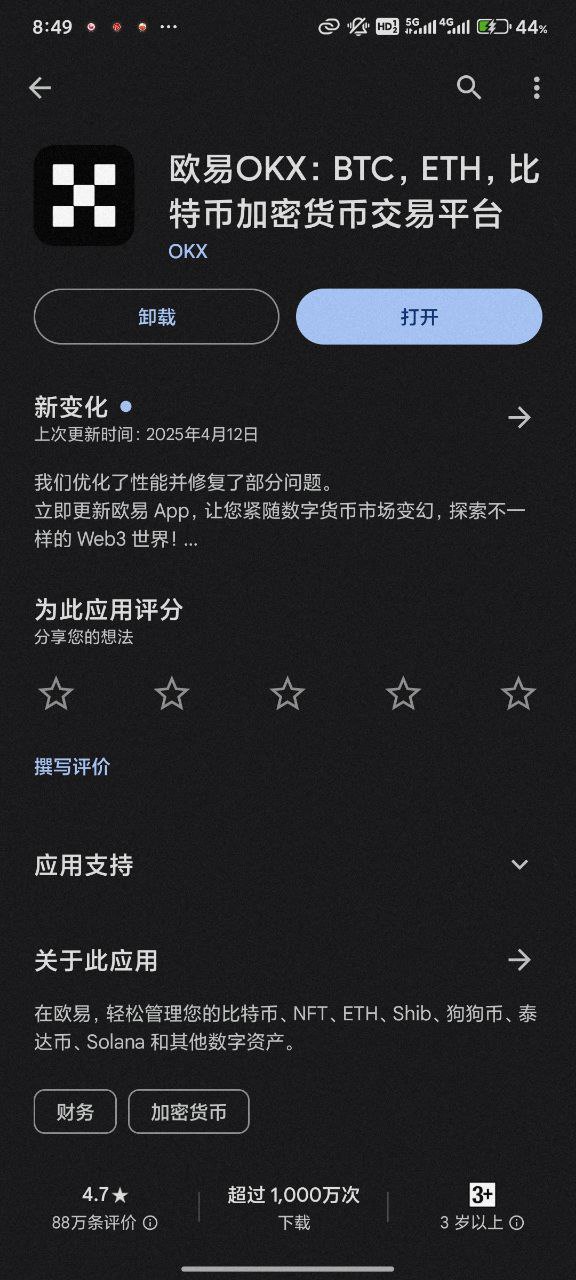 8:49 ··· HD 1 2 5G 4G 44%
欧易OKX：BTC，ETH，比
特币加密货币交易平台
OKX
卸载 打开
新变化
上次更新时间：2025年4月12日
我们优化了性能并修复了部分问题。
立即更新欧易 App，让您紧随数字货币市场变幻，探索不一
样的 Web3 世界！...
为此应用评分
分享您的想法
撰写评价
应用支持
关于此应用
在欧易，轻松管理您的比特币、NFT、ETH、Shib、狗狗币、泰
达币、Solana 和其他数字资产。
财务 加密货币
4.7★ 超过 1,000万次 3+
88万条评价 下载 3 岁以上